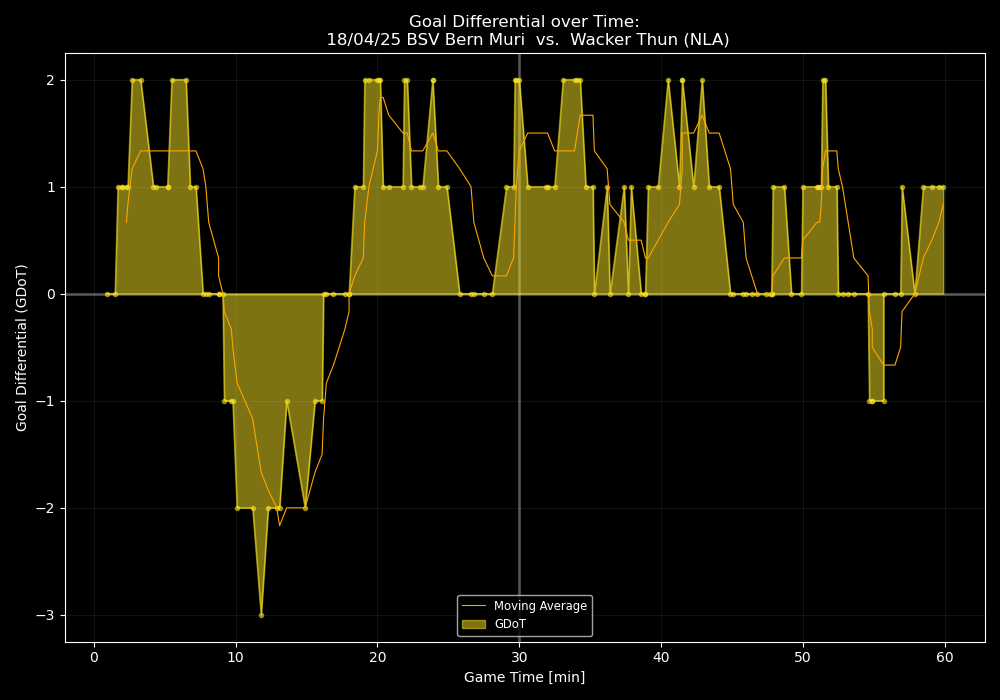 Goal Differential over Time:
18/04/25 BSV Bern Muri  vs.  Wacker Thun (NLA)
Goal Differential (GDoT)
2
1
0
−1
−2
−3
Moving Average
GDoT
0
10
20
30
40
50
60
Game Time [min]